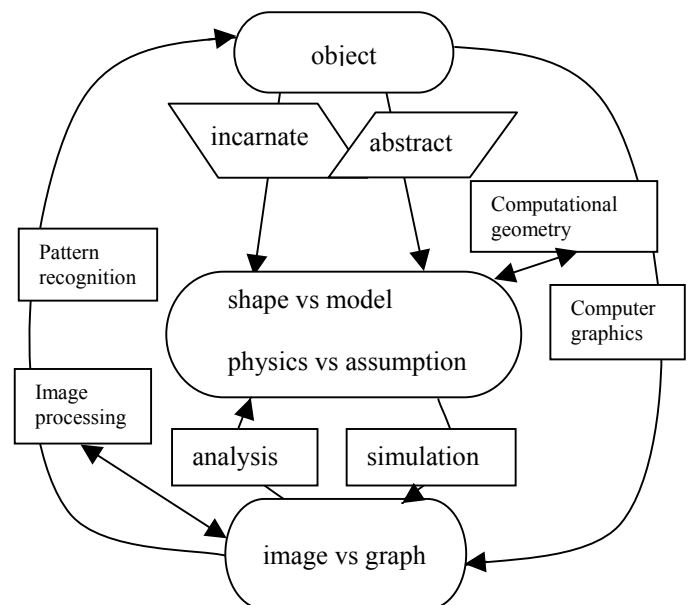 object
incarnate
abstract
Computational
geometry
Pattern
recognition
shape vs model
physics vs assumption
Computer
graphics
Image
processing
analysis
simulation
image vs graph